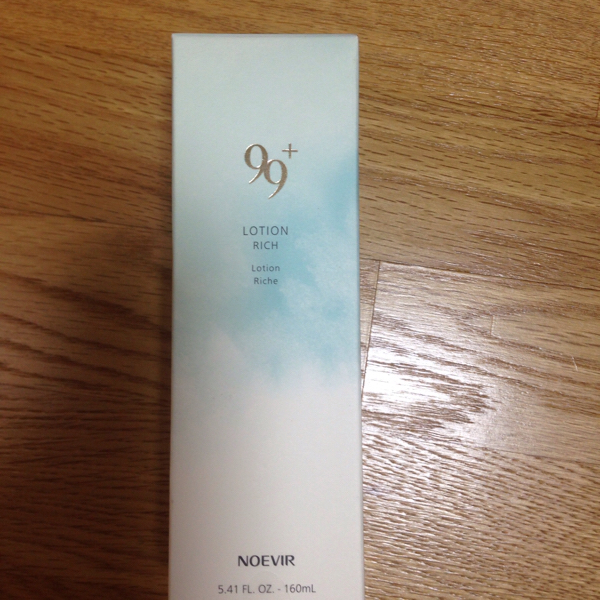 99+
LOTION
RICH
Lotion
Riche
NOEVIR
5.41 FL. OZ. - 160mL